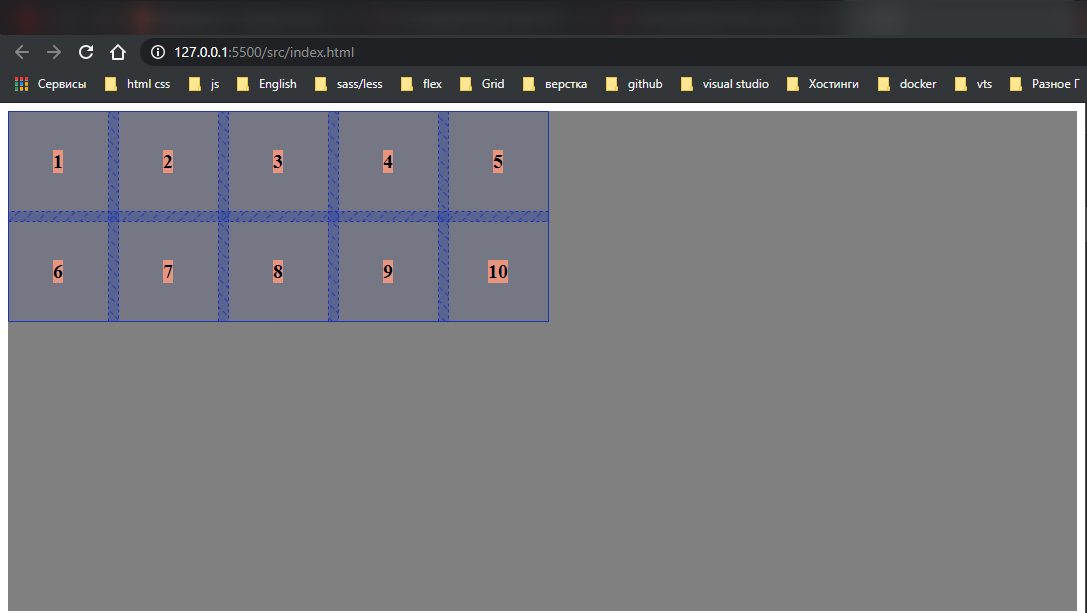 127.0.0.1:5500/src/index.html
Сервисы html css js English sass/less flex Grid верстка github visual studio Хостинги docker vts Разное Г
1 2 3 4 5
6 7 8 9 10